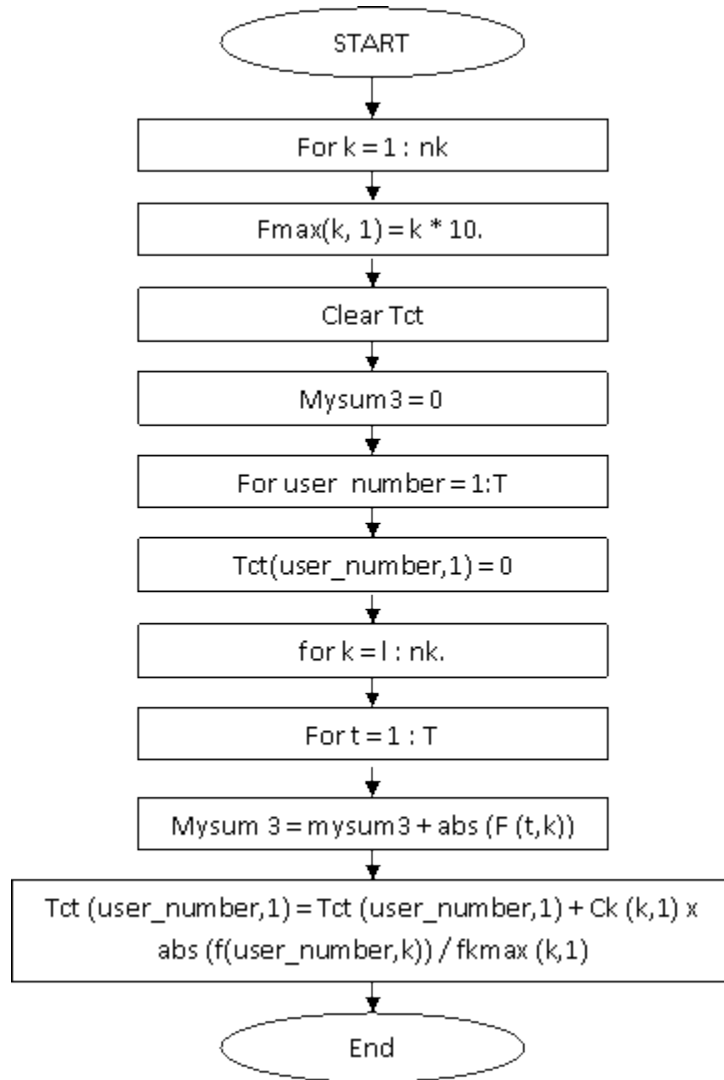 START
For k = 1 : nk
Fmax(k, 1) = k * 10.
Clear Tct
Mysum3 = 0
For user number = 1:T
Tct(user_number,1) = 0
for k = l : nk.
For t = 1 : T
Mysum 3 = mysum3 + abs (F (t,k))
Tct (user_number,1) = Tct (user_number,1) + Ck (k,1) x
abs (f(user_number,k)) / fkmax (k,1)
End